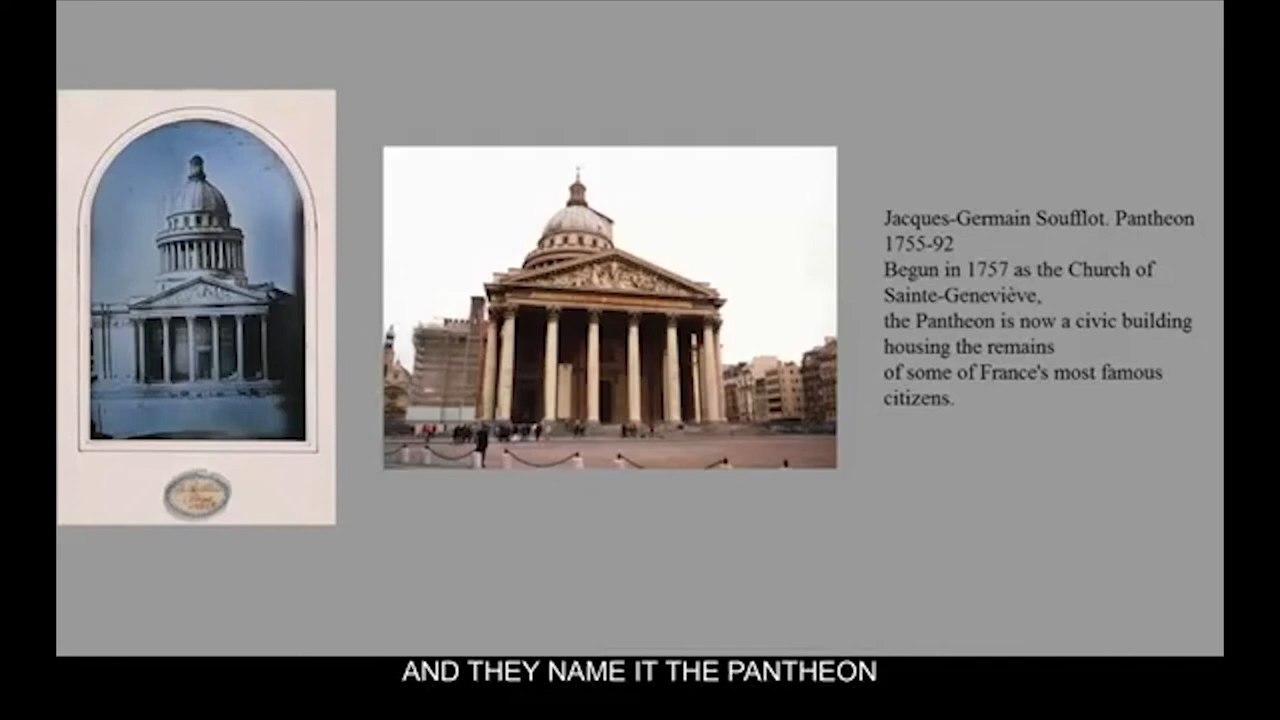 Jacques-Germain Soufflot. Pantheon
1755-92
Begun in 1757 as the Church of
Sainte-Geneviève,
the Pantheon is now a civic building
housing the remains
of some of France's most famous
citizens.
AND THEY NAME IT THE PANTHEON